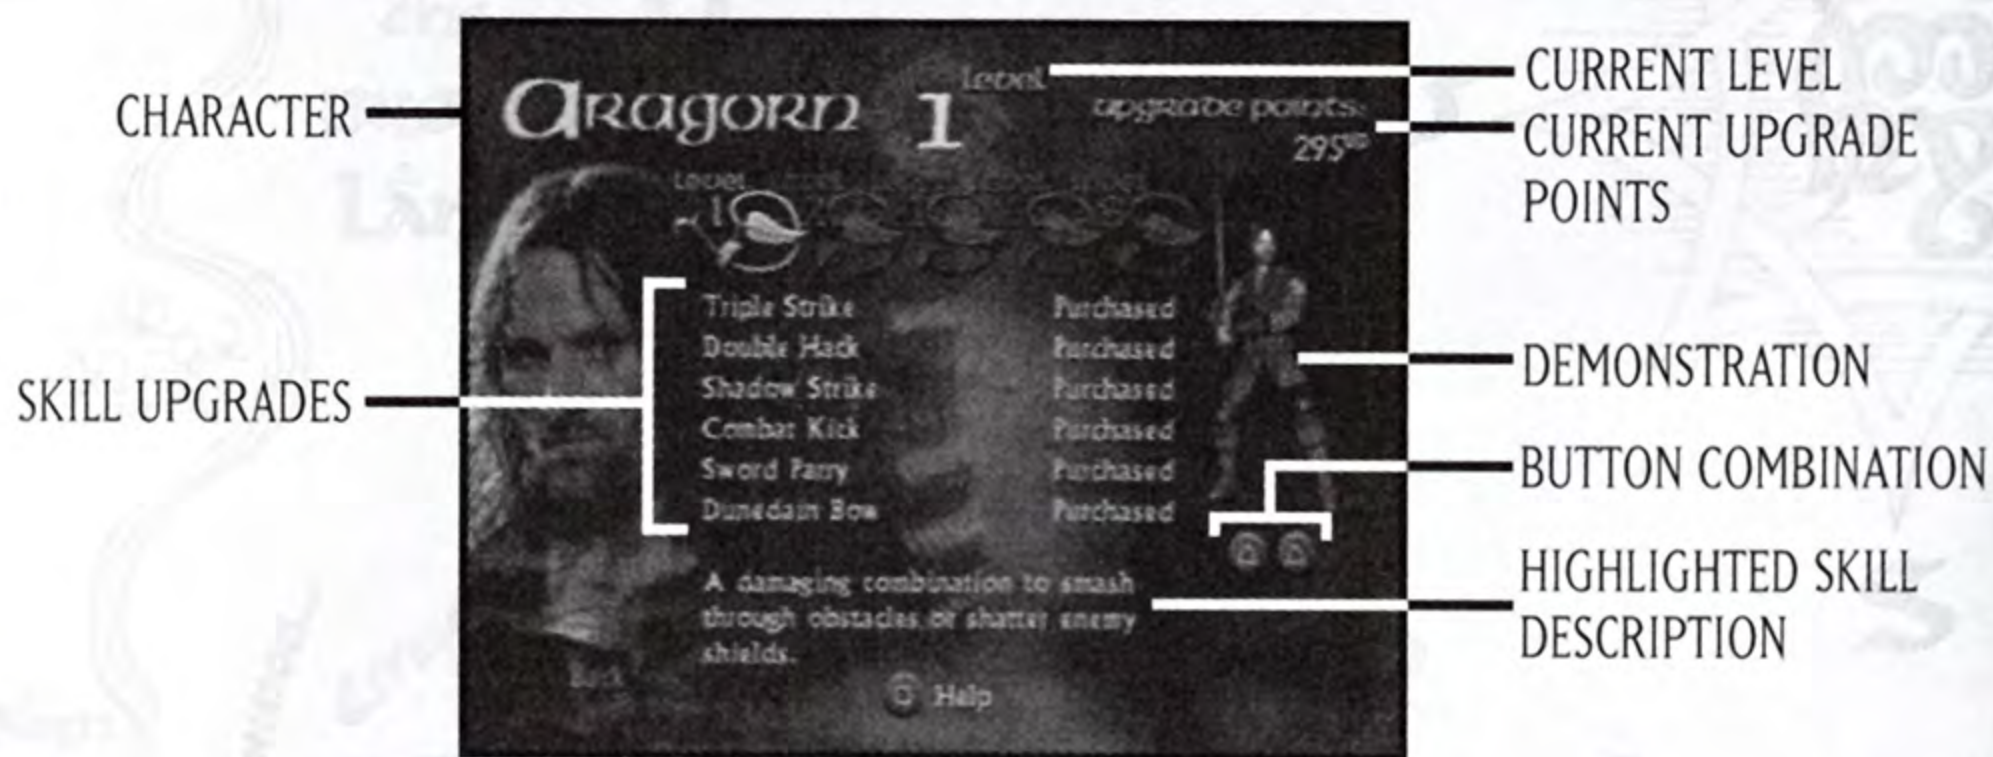 CHARACTER
SKILL UPGRADES
Aragorn
Level
1
upgrade points:
295
Level
1
Triple Strike Purchased
Double Hack Purchased
Shadow Strike Purchased
Combat Kick Purchased
Sword Parry Purchased
Dunedain Bow Purchased
A damaging combination to smash
through obstacles or shatter enemy
shields.
Back
Help
CURRENT LEVEL
CURRENT UPGRADE
POINTS
DEMONSTRATION
BUTTON COMBINATION
HIGHLIGHTED SKILL
DESCRIPTION